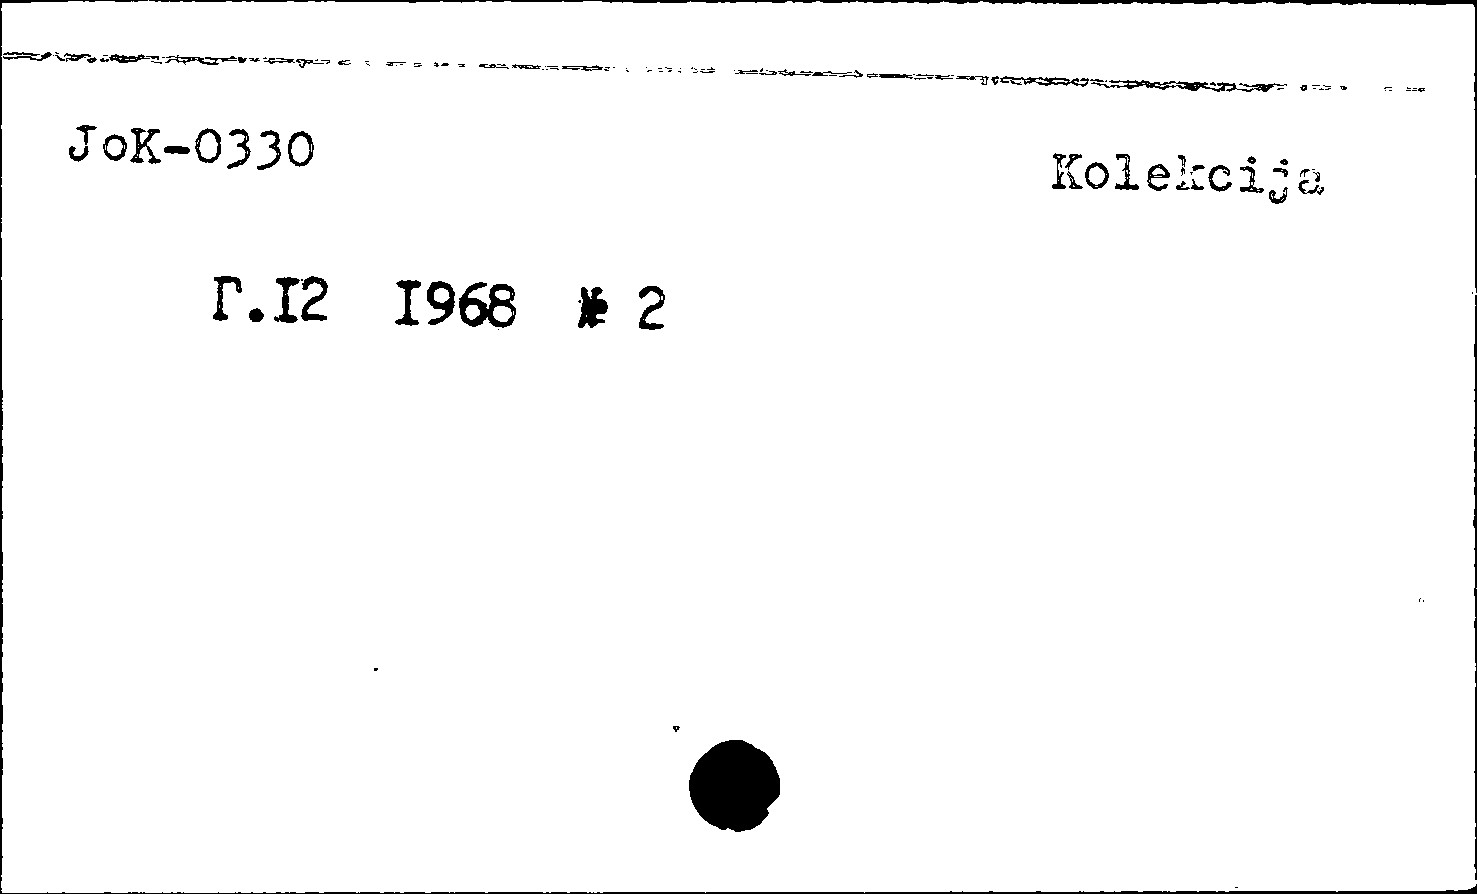 JoK-0330
Kolekcija
Г.I2 I968 № 2